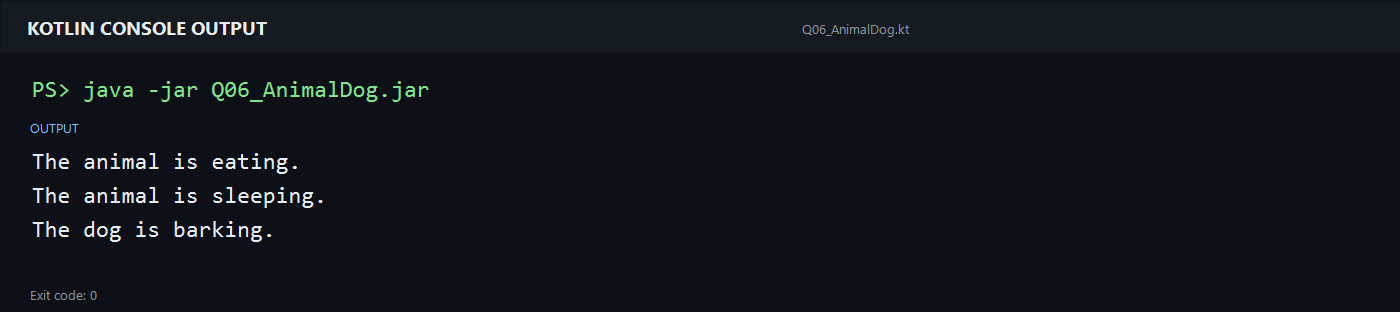 KOTLIN CONSOLE OUTPUT
Q06_AnimalDog.kt
PS> java -jar Q06_AnimalDog.jar
OUTPUT
The animal is eating.
The animal is sleeping.
The dog is barking.
Exit code: 0